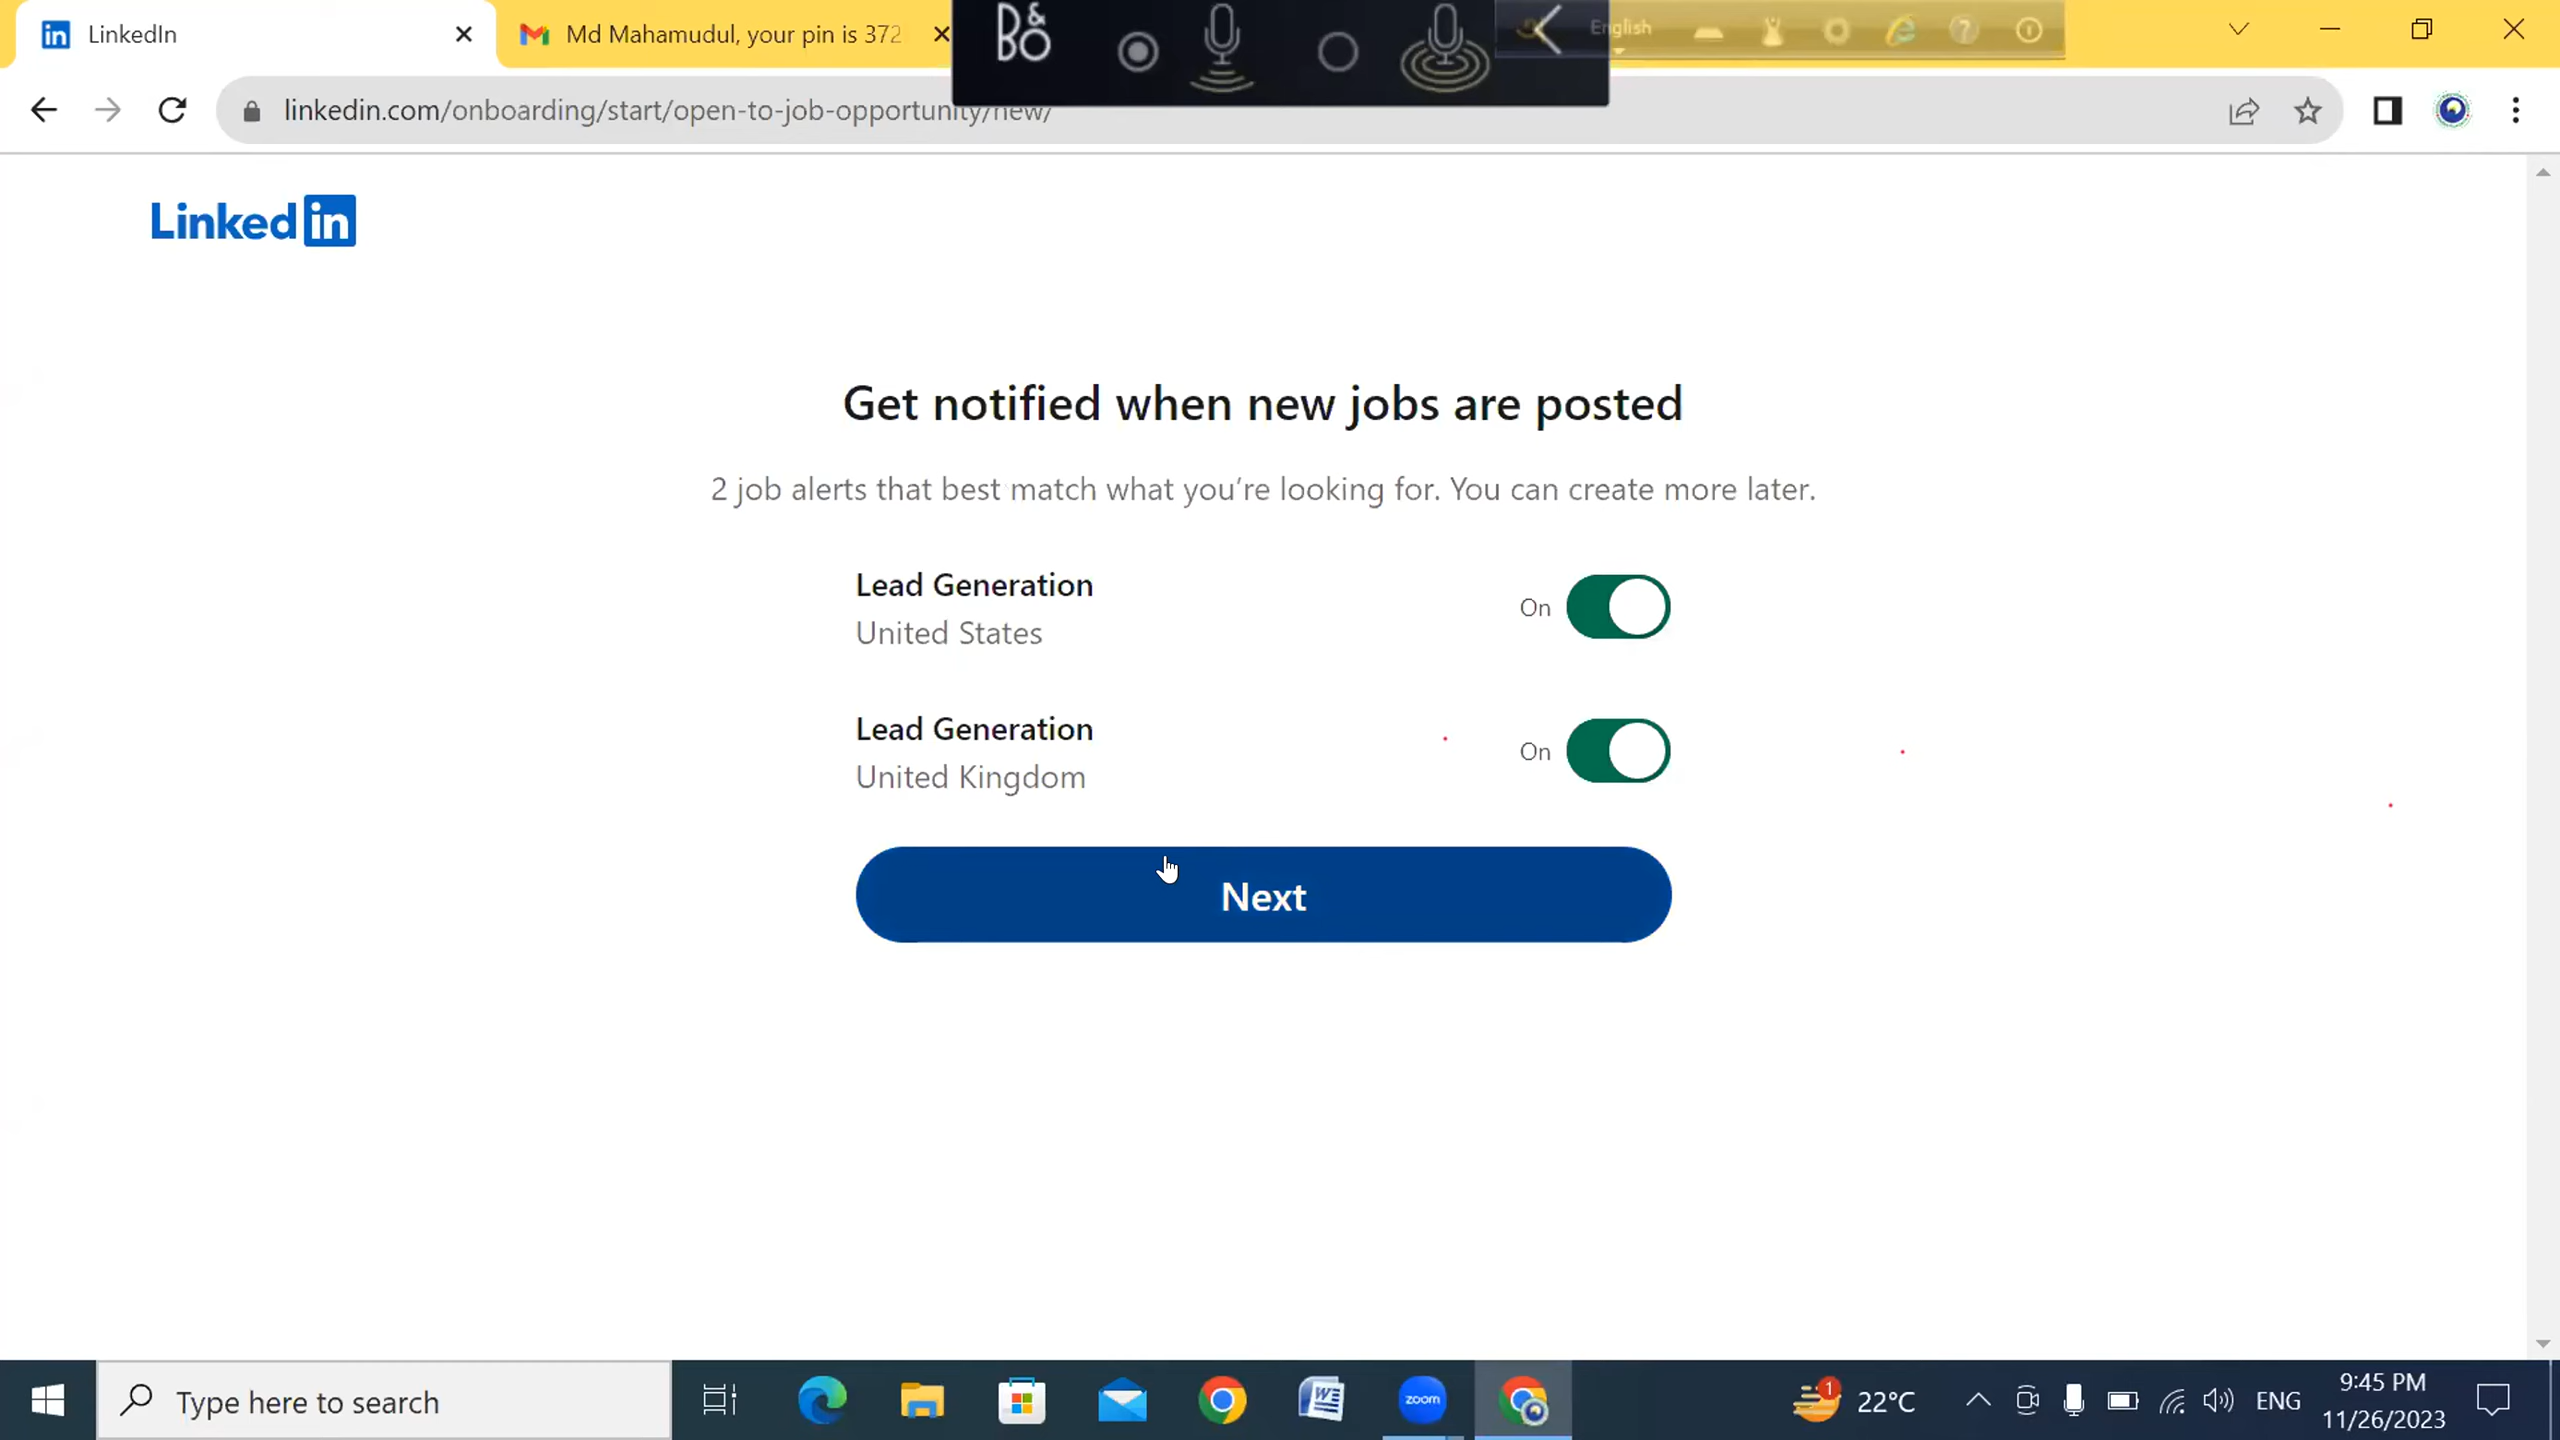 LinkedIn
Md Mahamudul, your pin is 372
B&O
English
linkedin.com/onboarding/start/open-to-job-opportunity/new/
LinkedIn
Get notified when new jobs are posted
2 job alerts that best match what you're looking for. You can create more later.
Lead Generation
On
United States
Lead Generation
On
United Kingdom
Next
Type here to search
zoom
1
22°C
ENG
9:45 PM
11/26/2023